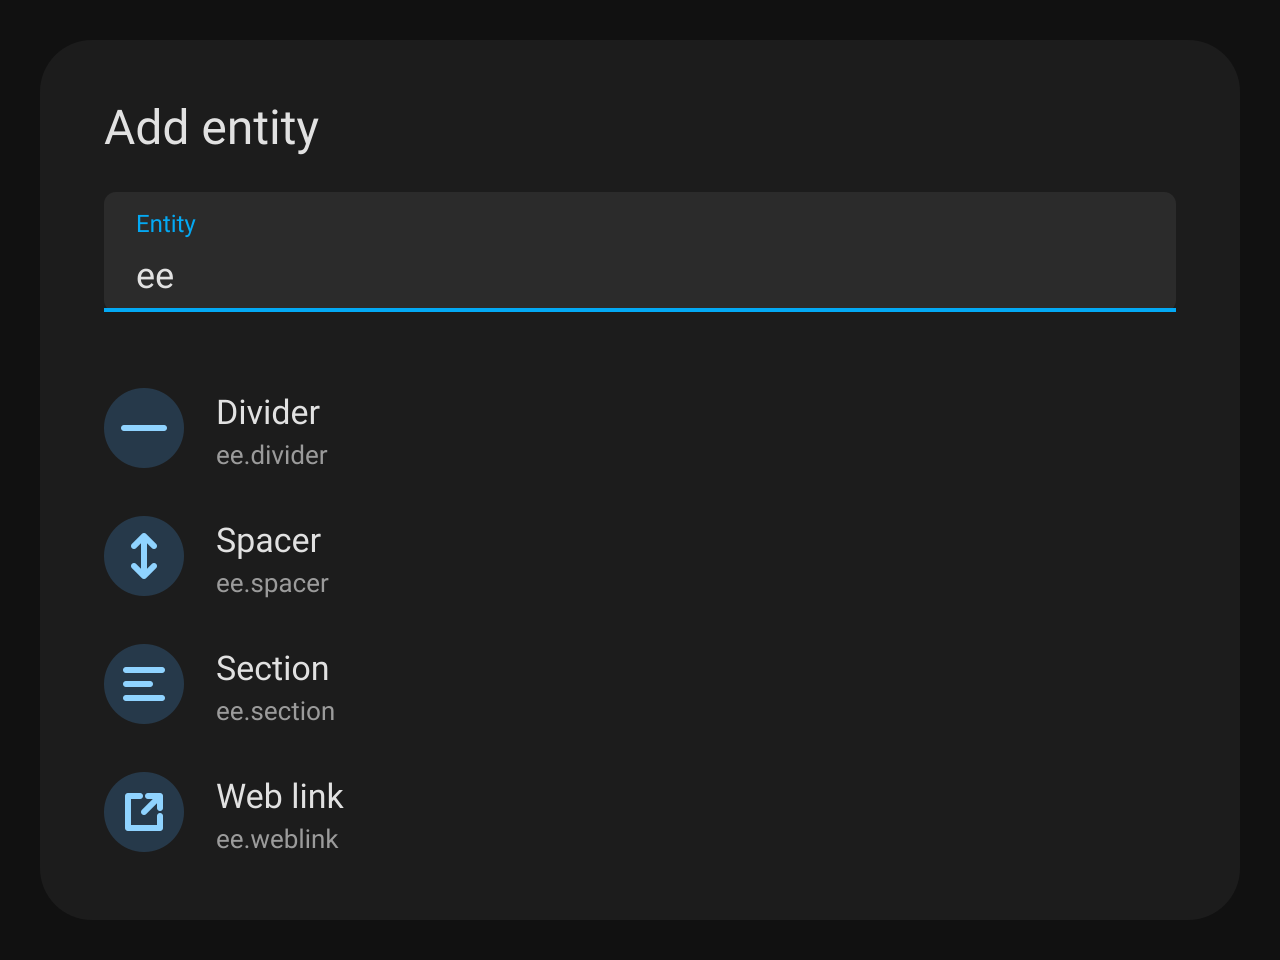 Add entity
Entity
ee
Divider
ee.divider
Spacer
ee.spacer
Section
ee.section
Web link
ee.weblink